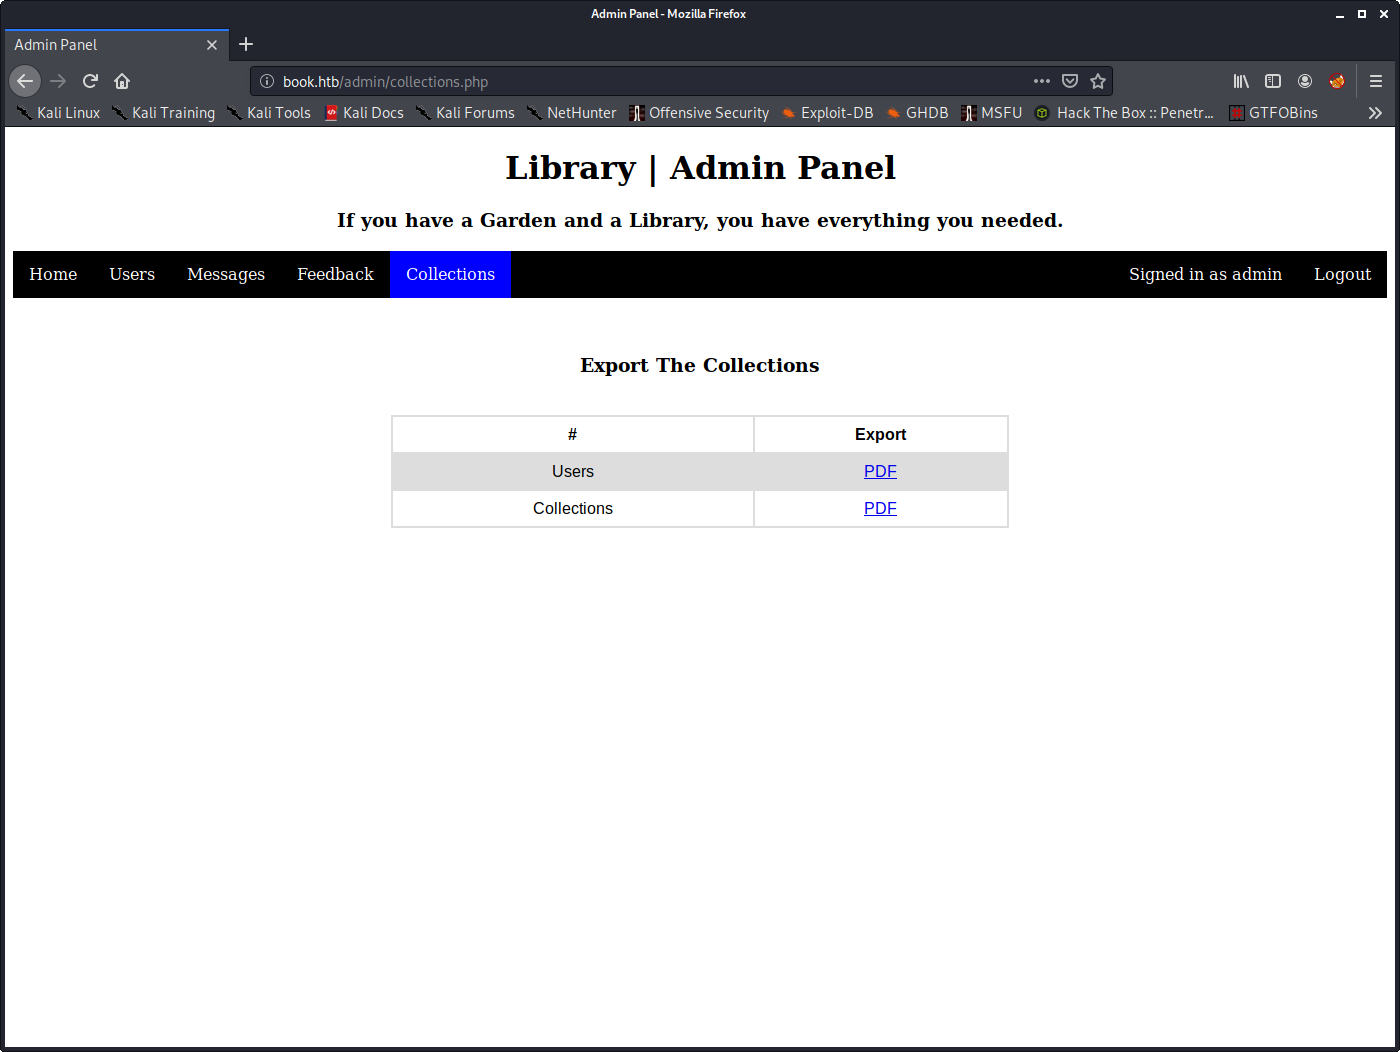 Admin Panel - Mozilla Firefox
Admin Panel
book.htb/admin/collections.php
Kali Linux Kali Training Kali Tools Kali Docs Kali Forums NetHunter Offensive Security Exploit-DB GHDB MSFU Hack The Box :: Penetr... GTFOBins
Library | Admin Panel
If you have a Garden and a Library, you have everything you needed.
Home Users Messages Feedback Collections Signed in as admin Logout
Export The Collections
# Export
Users PDF
Collections PDF